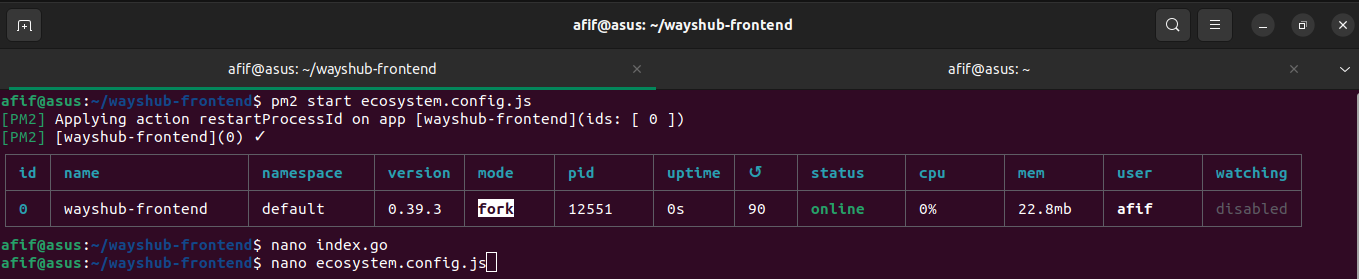 afif@asus: ~/wayshub-frontend
afif@asus: ~/wayshub-frontend × afif@asus: ~ ×
afif@asus:~/wayshub-frontend$ pm2 start ecosystem.config.js
[PM2] Applying action restartProcessId on app [wayshub-frontend](ids: [ 0 ])
[PM2] [wayshub-frontend](0) ✓
id name namespace version mode pid uptime ↺ status cpu mem user watching
0 wayshub-frontend default 0.39.3 fork 12551 0s 90 online 0% 22.8mb afif disabled
afif@asus:~/wayshub-frontend$ nano index.go
afif@asus:~/wayshub-frontend$ nano ecosystem.config.js